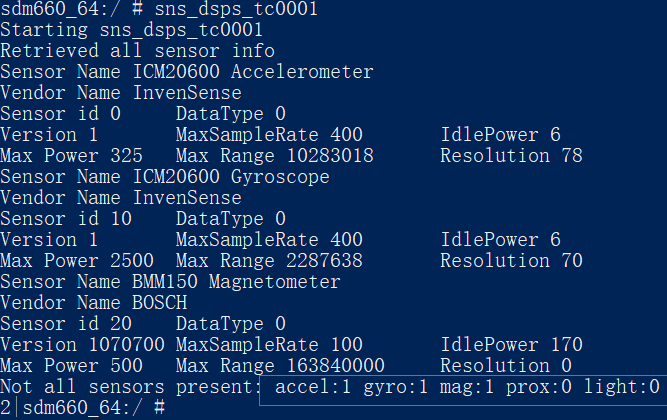 sdm660_64:/ # sns_dsps_tc0001
Starting sns_dsps_tc0001
Retrieved all sensor info
Sensor Name ICM20600 Accelerometer
Vendor Name InvenSense
Sensor id 0 DataType 0
Version 1 MaxSampleRate 400 IdlePower 6
Max Power 325 Max Range 10283018 Resolution 78
Sensor Name ICM20600 Gyroscope
Vendor Name InvenSense
Sensor id 10 DataType 0
Version 1 MaxSampleRate 400 IdlePower 6
Max Power 2500 Max Range 2287638 Resolution 70
Sensor Name BMM150 Magnetometer
Vendor Name BOSCH
Sensor id 20 DataType 0
Version 1070700 MaxSampleRate 100 IdlePower 170
Max Power 500 Max Range 163840000 Resolution 0
Not all sensors present: accel:1 gyro:1 mag:1 prox:0 light:0
2|sdm660_64:/ #